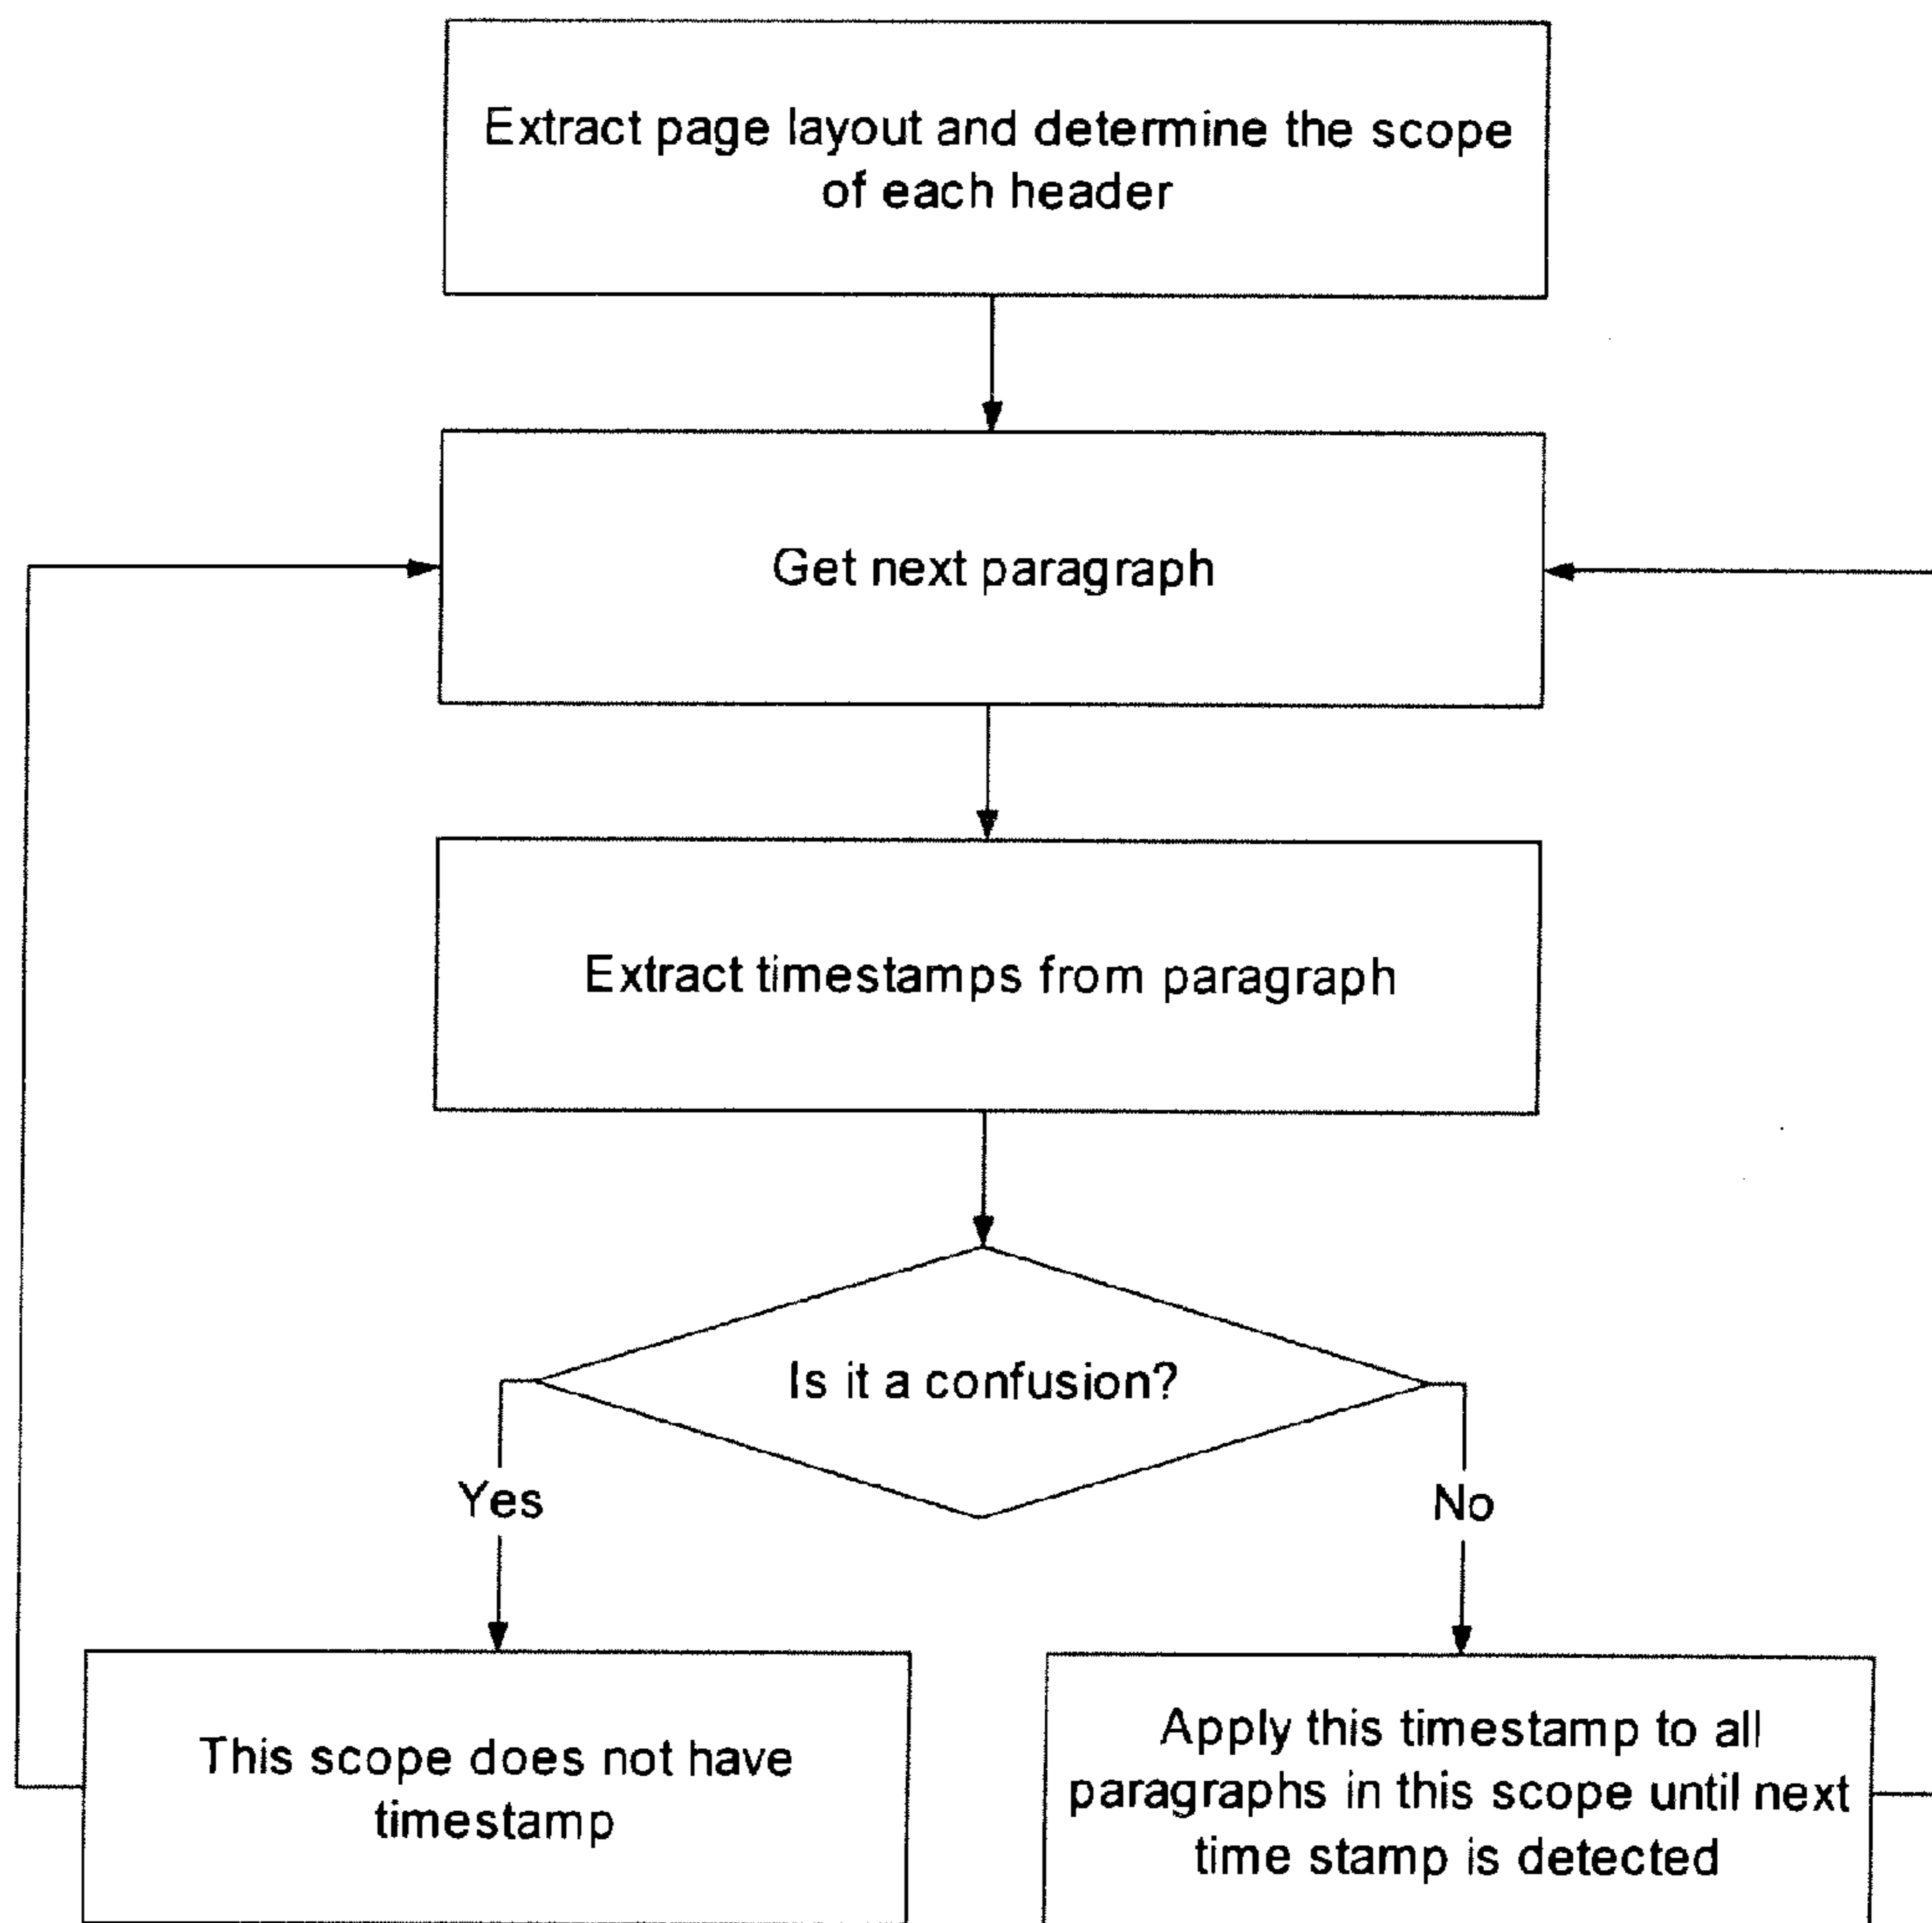 Extract page layout and determine the scope
of each header
Get next paragraph
Extract timestamps from paragraph
Is it a confusion?
Yes
No
This scope does not have
timestamp
Apply this timestamp to all
paragraphs in this scope until next
time stamp is detected